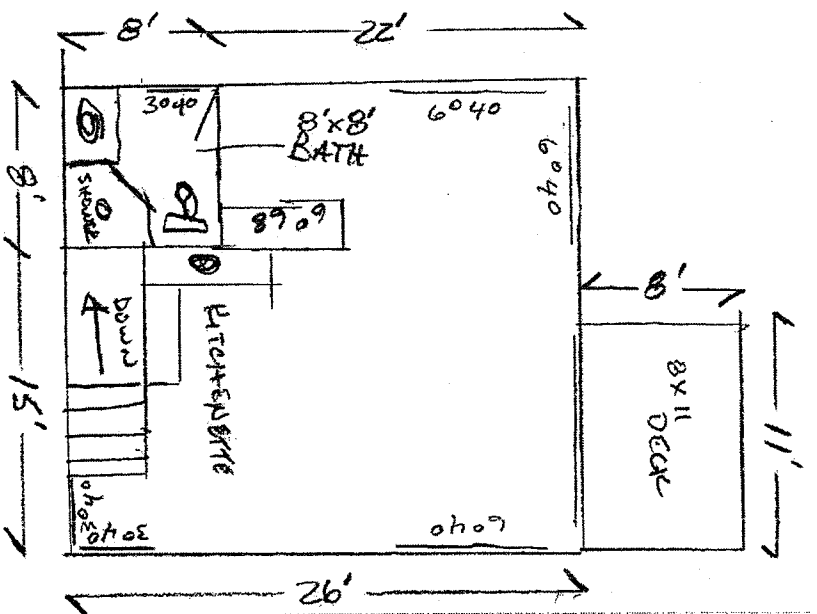 8'
22'
3040
6040
8'x8'
BATH
6040
SHOWER
6068
8'
8'
DOWN
KITCHENETTE
15'
8X11
DECK
11'
3040
3040
6040
26'